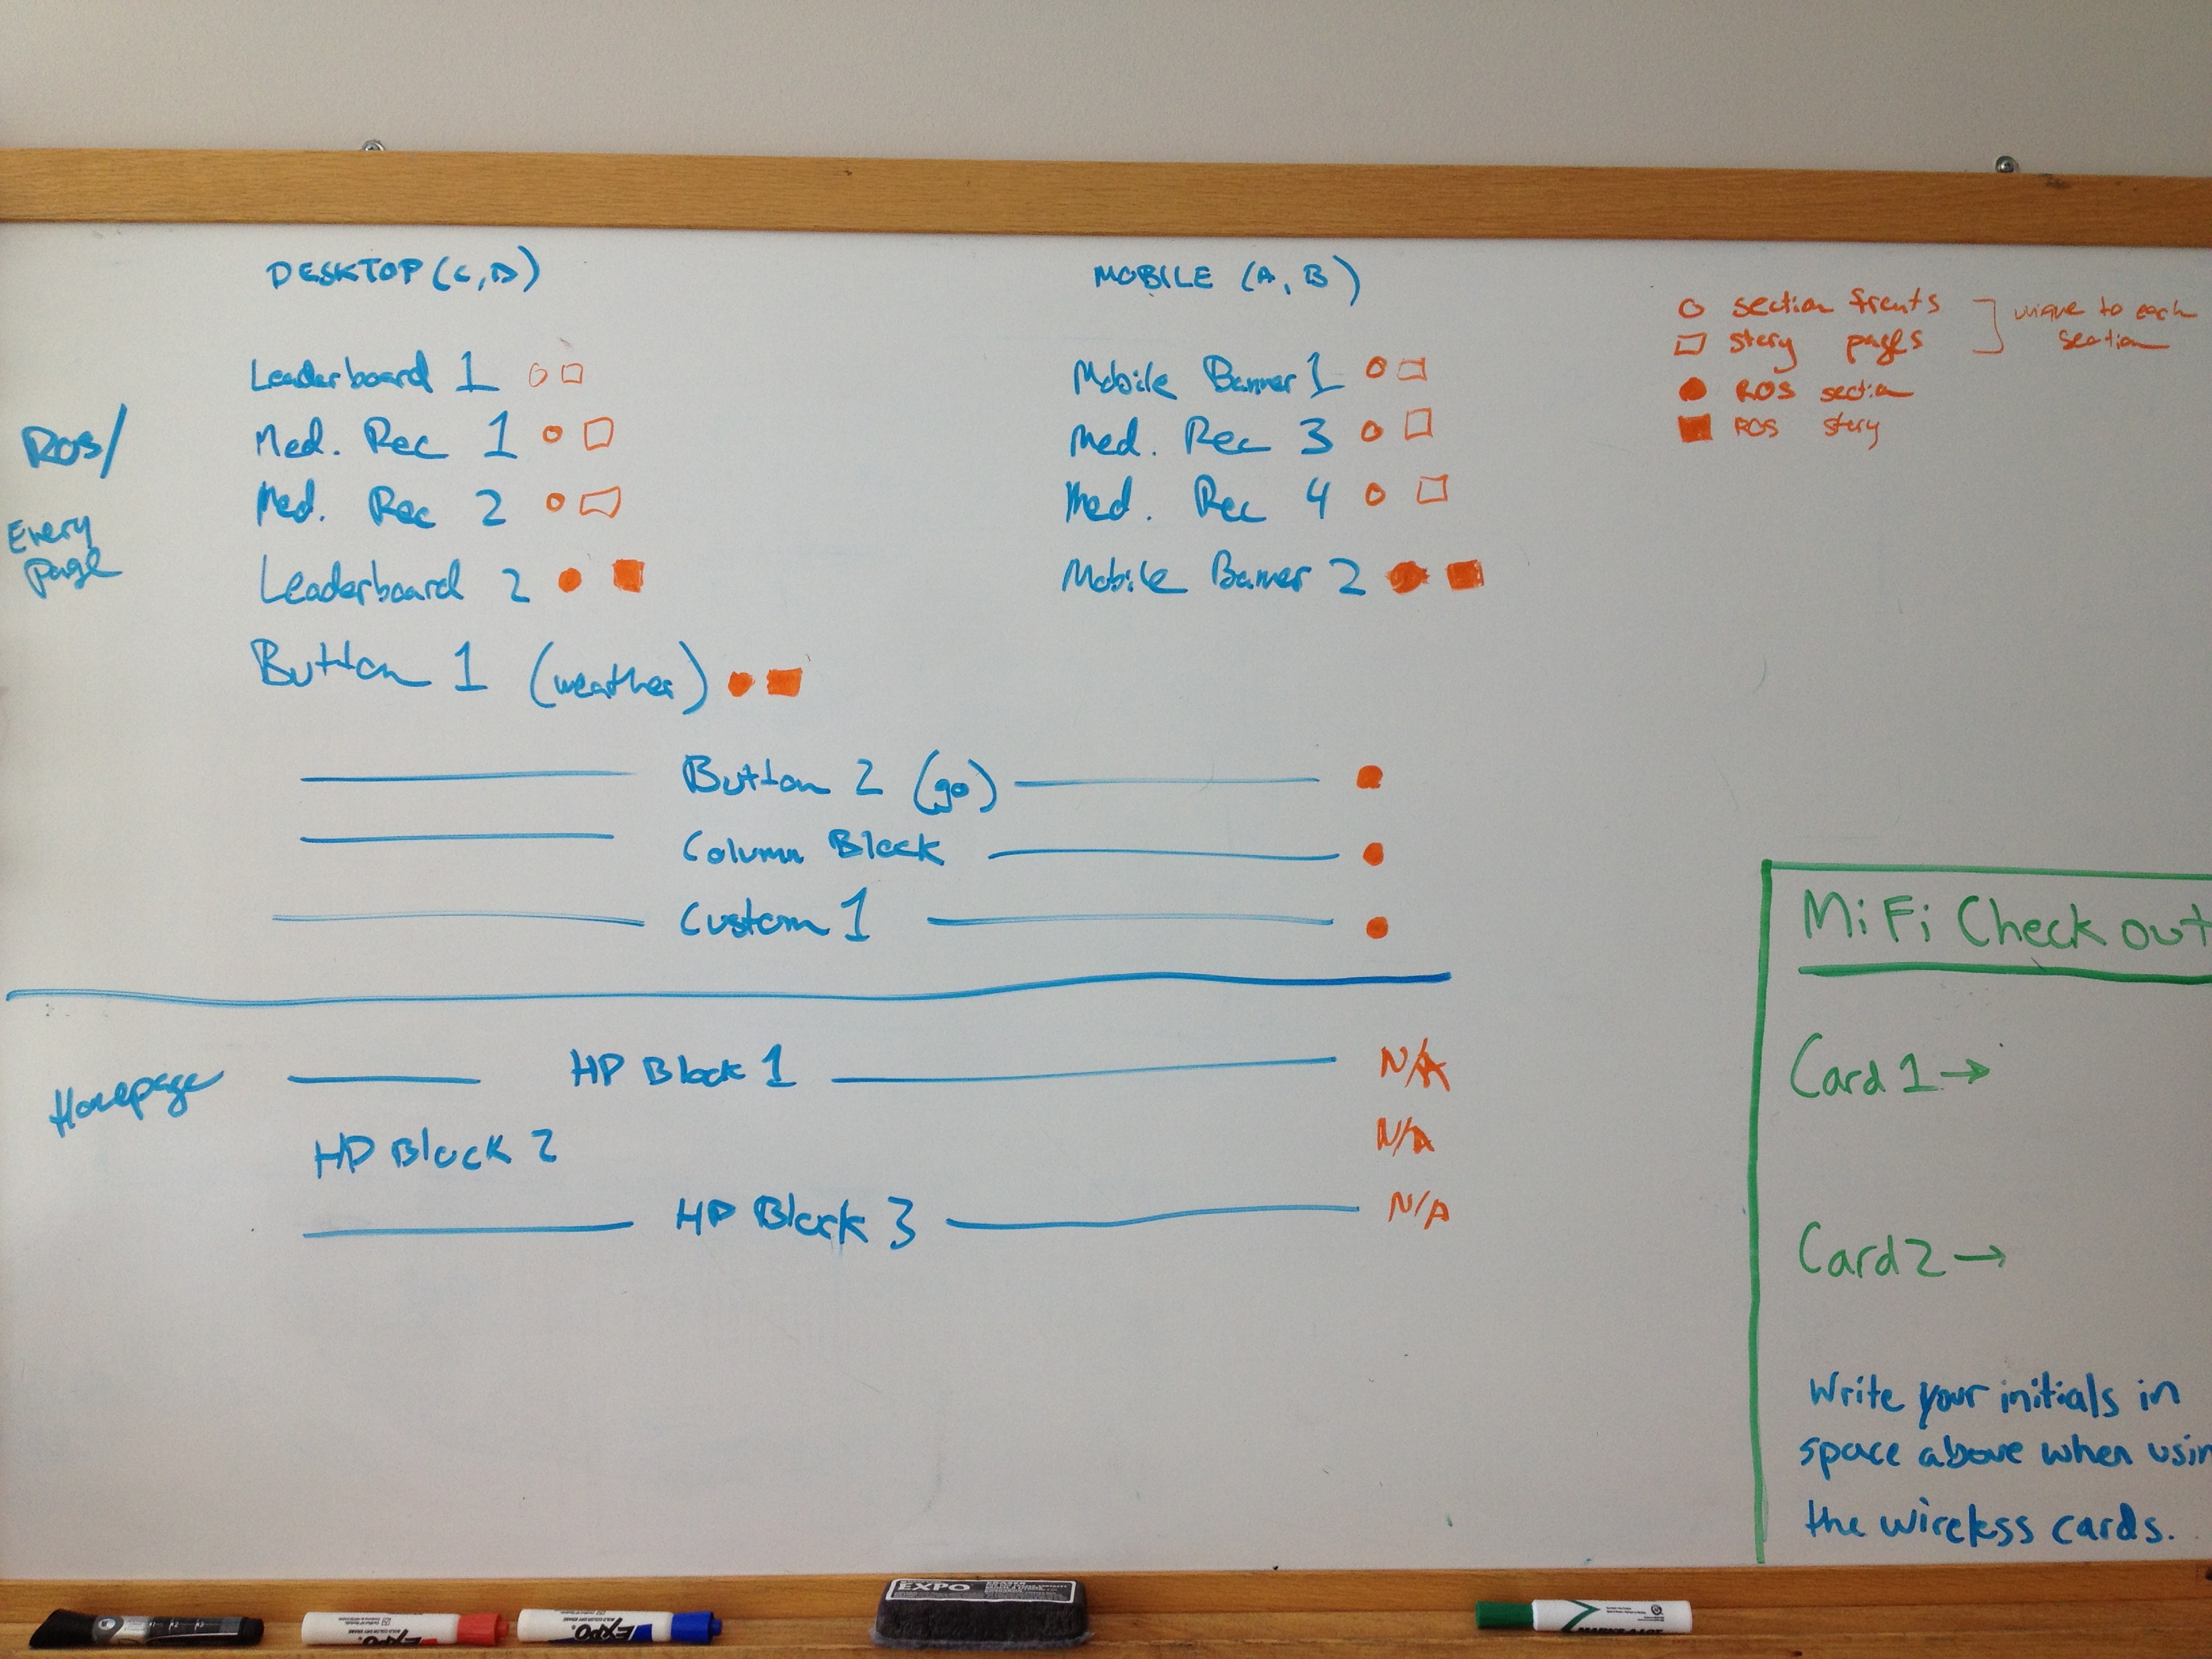 DESKTOP (C, D)
MOBILE (A, B)
section fronts
story pages
unique to each
section
ROS section
ROS story
ROS/
Every
page
Leaderboard 1
Med. Rec 1
Med. Rec 2
Leaderboard 2
Button 1 (weather)
Mobile Banner 1
Med. Rec 3
Med. Rec 4
Mobile Banner 2
Button 2 (go)
Column Block
Custom 1
Homepage
HP Block 1 N/A
HP Block 2 N/A
HP Block 3 N/A
MiFi Check out
Card 1 →
Card 2 →
Write your initials in
space above when usin
the wireless cards.
EXPO
EXPO
EXPO